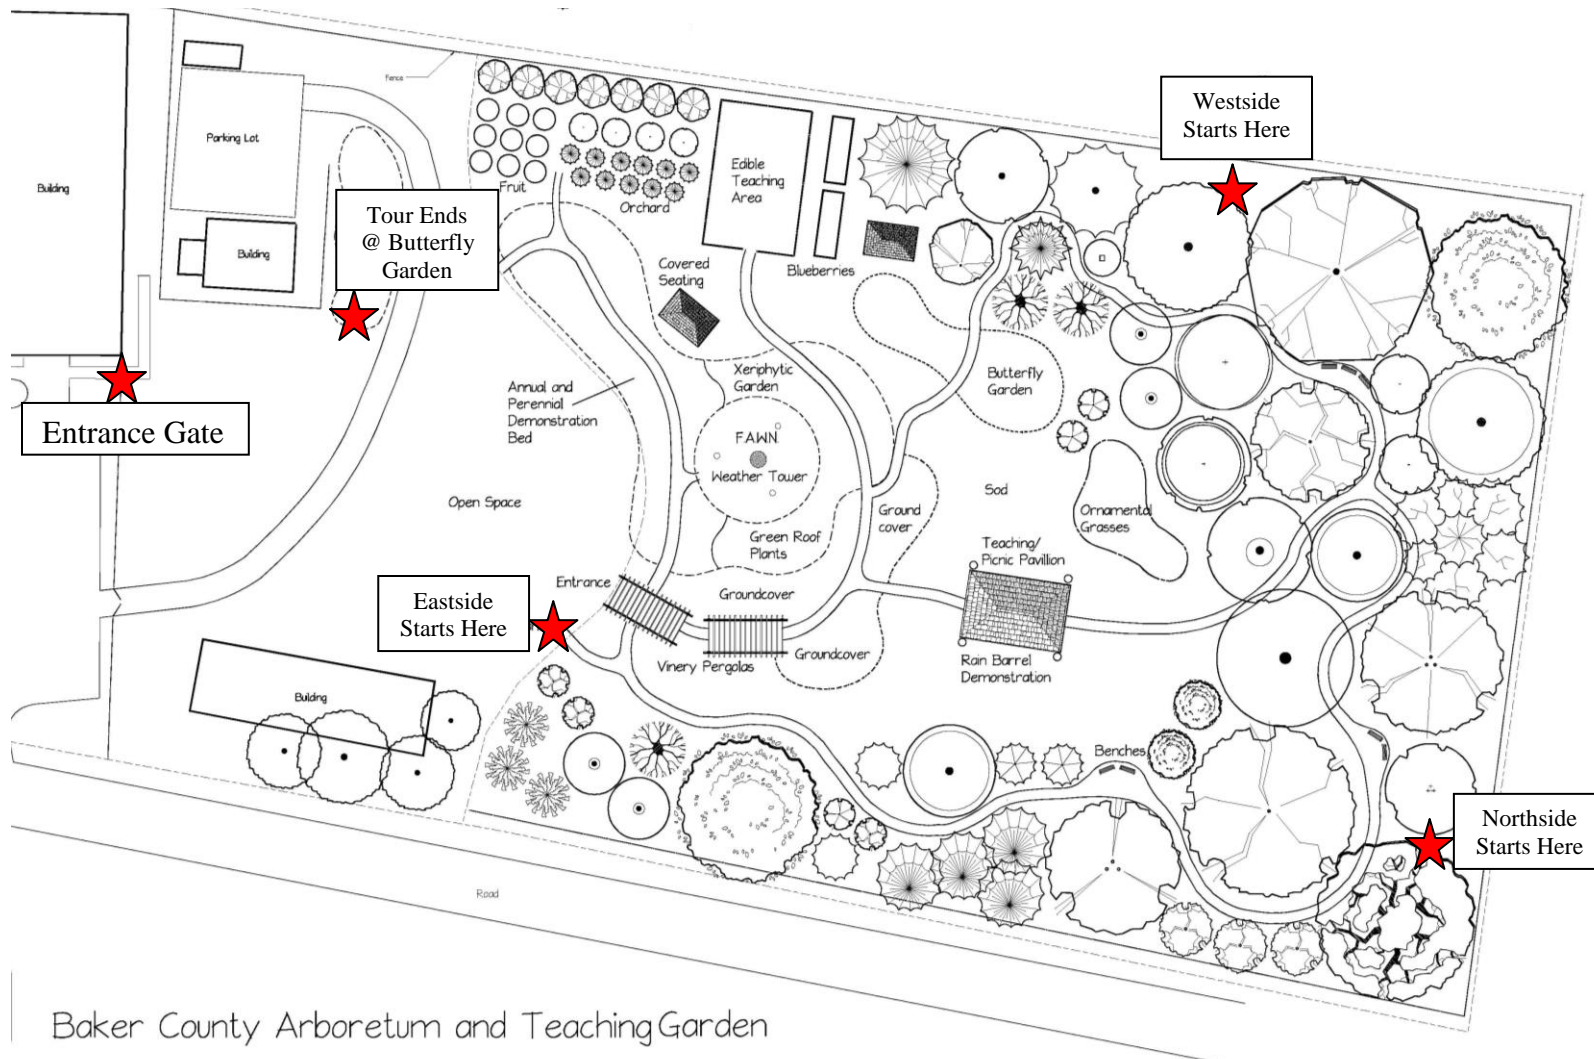 Fence
Parking Lot
Building
Building
Tour Ends
@ Butterfly
Garden
Entrance Gate
Fruit
Orchard
Edible
Teaching
Area
Blueberries
Covered
Seating
Westside
Starts Here
Annual and
Perennial
Demonstration
Bed
Xeriphytic
Garden
F.A.W.N.
Weather Tower
Butterfly
Garden
Open Space
Green Roof
Plants
Ground
cover
Sod
Ornamental
Grasses
Teaching/
Picnic Pavillion
Entrance
Eastside
Starts Here
Groundcover
Vinery Pergolas
Groundcover
Rain Barrel
Demonstration
Building
Benches
Northside
Starts Here
Road
Baker County Arboretum and Teaching Garden